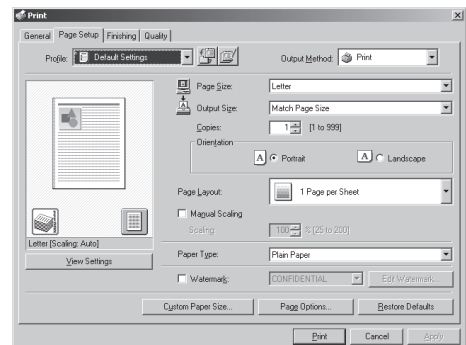 Print
General Page Setup Finishing Quality
Profile: Default Settings Output Method: Print
Page Size: Letter
Output Size: Match Page Size
Copies: 1 [1 to 999]
Orientation
A Portrait A Landscape
Page Layout: 1 Page per Sheet
Manual Scaling
Scaling: 100 % [25 to 200]
Letter [Scaling: Auto]
View Settings
Paper Type: Plain Paper
Watermark: CONFIDENTIAL Edit Watermark...
Custom Paper Size... Page Options... Restore Defaults
Print Cancel Apply